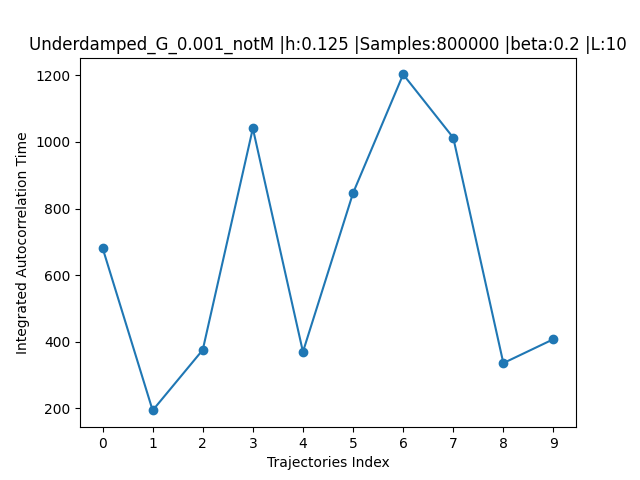 Underdamped_G_0.001_notM |h:0.125 |Samples:800000 |beta:0.2 |L:10
1200
1000
800
600
400
200
Integrated Autocorrelation Time
0 1 2 3 4 5 6 7 8 9
Trajectories Index